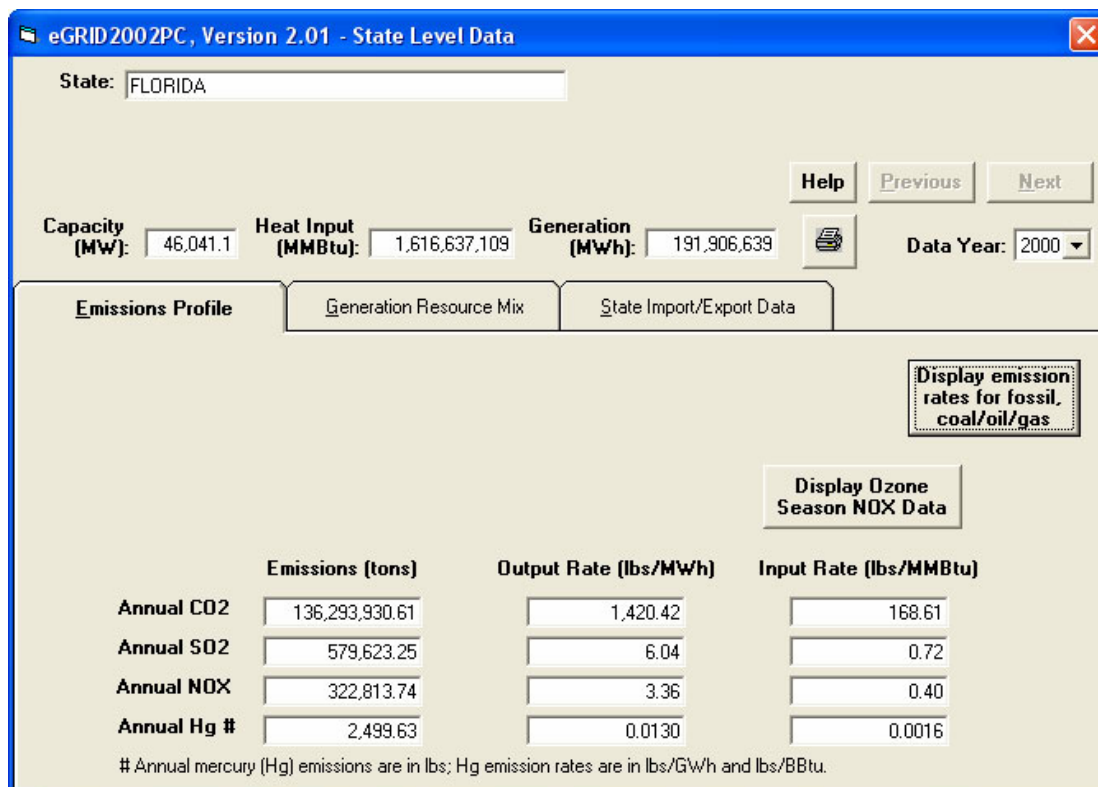 eGRID2002PC, Version 2.01 - State Level Data
State: FLORIDA
Help Previous Next
Capacity (MW): 46,041.1 Heat Input (MMBtu): 1,616,637,109 Generation (MWh): 191,906,639 Data Year: 2000
Emissions Profile Generation Resource Mix State Import/Export Data
Display emission
rates for fossil,
coal/oil/gas
Display Ozone
Season NOX Data
Emissions (tons) Output Rate (lbs/MWh) Input Rate (lbs/MMBtu)
Annual CO2 136,293,930.61 1,420.42 168.61
Annual SO2 579,623.25 6.04 0.72
Annual NOX 322,813.74 3.36 0.40
Annual Hg # 2,499.63 0.0130 0.0016
# Annual mercury (Hg) emissions are in lbs; Hg emission rates are in lbs/GWh and lbs/BBtu.